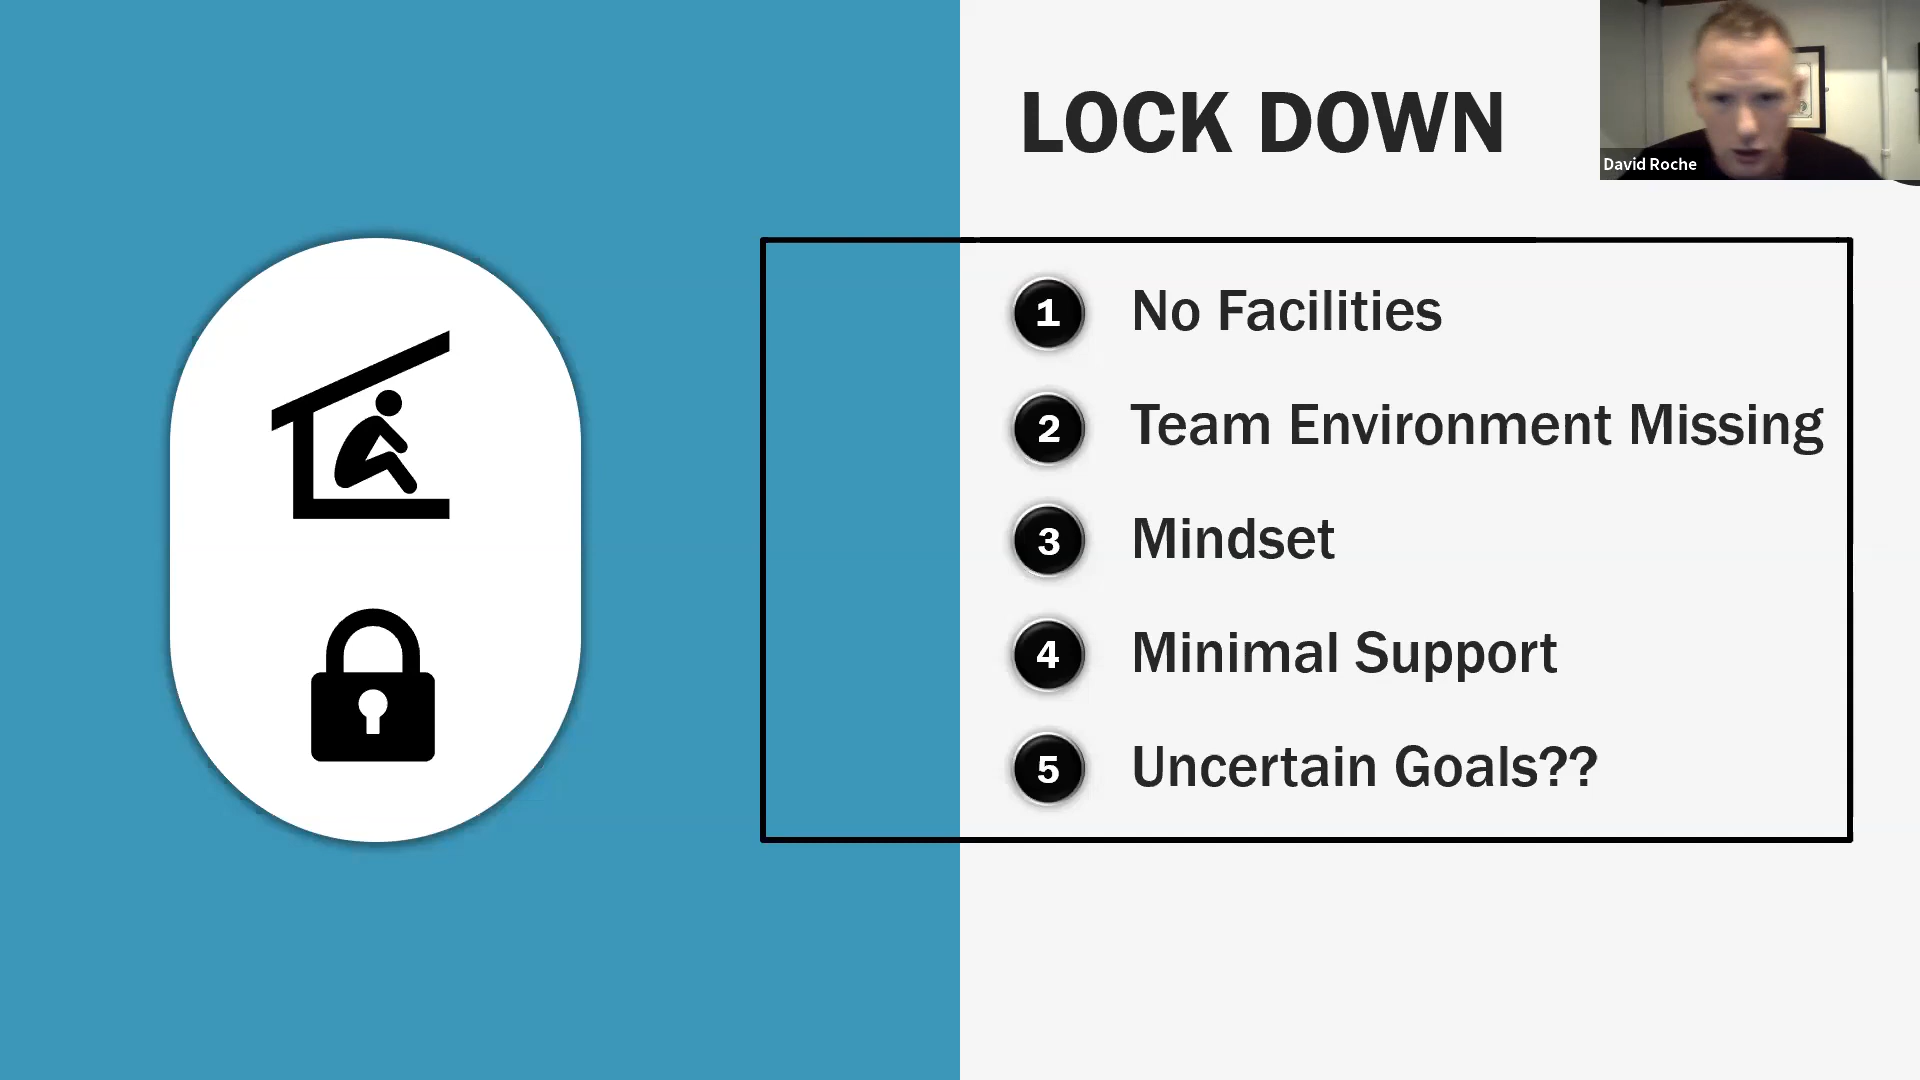 LOCK DOWN
David Roche
1 No Facilities
2 Team Environment Missing
3 Mindset
4 Minimal Support
5 Uncertain Goals??